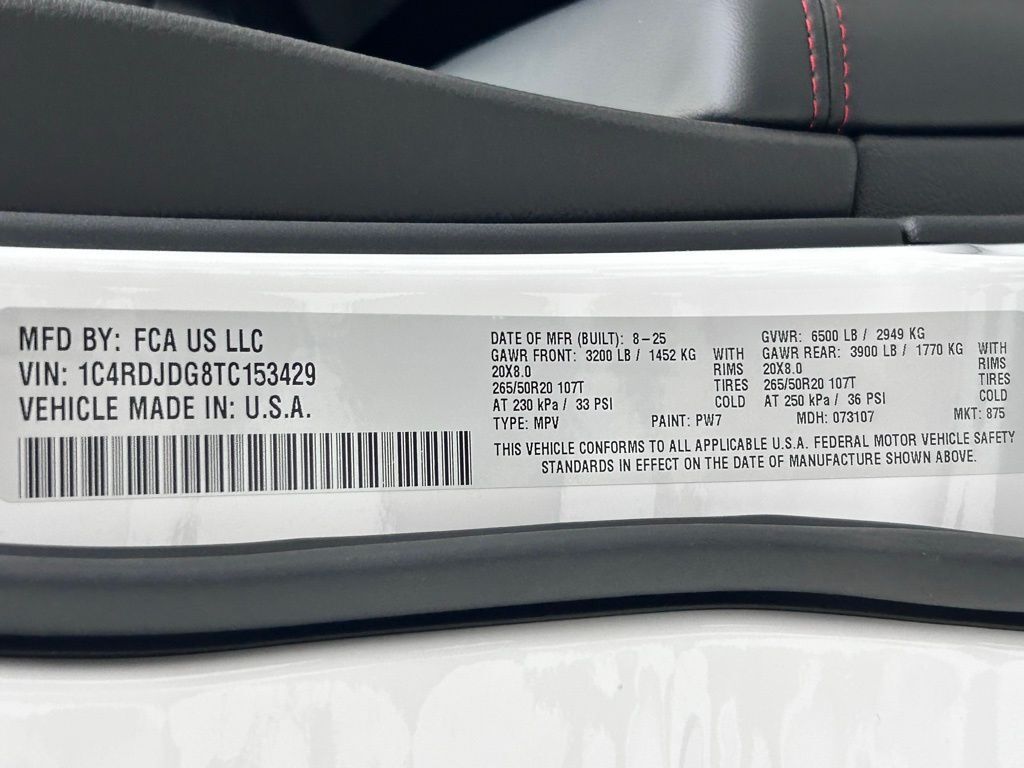 MFD BY: FCA US LLC
VIN: 1C4RDJDG8TC153429
VEHICLE MADE IN: U.S.A.
DATE OF MFR (BUILT): 8-25
GAWR FRONT: 3200 LB / 1452 KG WITH
20X8.0 RIMS
265/50R20 107T TIRES
AT 230 kPa / 33 PSI COLD
TYPE: MPV PAINT: PW7
GVWR: 6500 LB / 2949 KG
GAWR REAR: 3900 LB / 1770 KG WITH
20X8.0 RIMS
265/50R20 107T TIRES
AT 250 kPa / 36 PSI COLD
MDH: 073107 MKT: 875
THIS VEHICLE CONFORMS TO ALL APPLICABLE U.S.A. FEDERAL MOTOR VEHICLE SAFETY
STANDARDS IN EFFECT ON THE DATE OF MANUFACTURE SHOWN ABOVE.